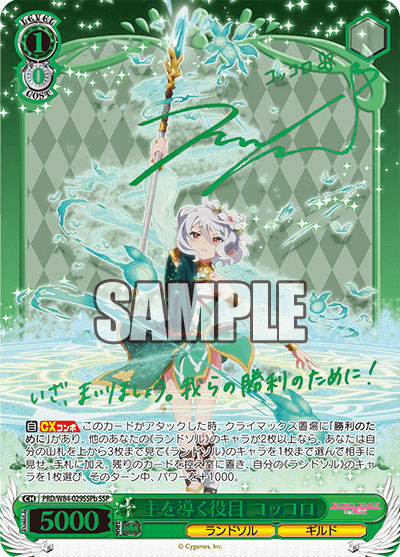 LEVEL
1
0
COST
コッコロ
SAMPLE
いざ、まいりましょう。我らの勝利のために!
自 CXコンボ このカードがアタックした時、クライマックス置場に「勝利のた
めに」があり、他のあなたの《ランドソル》のキャラが2枚以上なら、あなたは自
分の山札を上から3枚まで見て《ランドソル》のキャラを1枚まで選んで相手に見
せ、手札に加え、残りのカードを控え室に置き、自分の《ランドソル》のキャラ
を1枚選び、そのターン中、パワーを+1000。
CH PRD/W84-029SSPb SSP
主を導く役目 コッコロ
5000
ランドソル
ギルド
©Cygames, Inc.